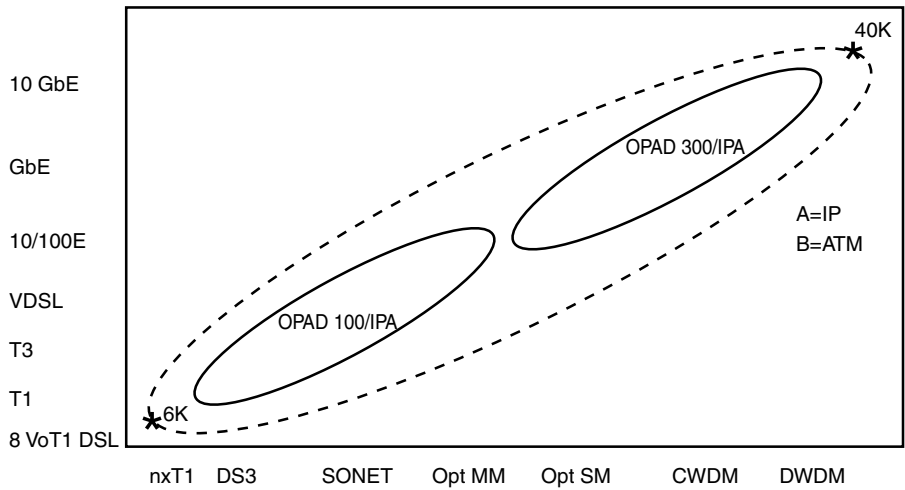 40K
10 GbE
OPAD 300/IPA
GbE
A=IP
10/100E
B=ATM
VDSL
OPAD 100/IPA
T3
T1
6K
8 VoT1 DSL
nxT1 DS3 SONET Opt MM Opt SM CWDM DWDM